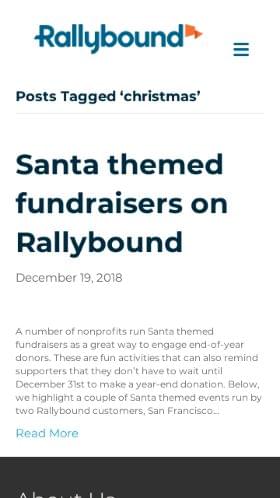 Rallybound
Posts Tagged ‘christmas’
Santa themed
fundraisers on
Rallybound
December 19, 2018
A number of nonprofits run Santa themed
fundraisers as a great way to engage end-of-year
donors. These are fun activities that can also remind
supporters that they don’t have to wait until
December 31st to make a year-end donation. Below,
we highlight a couple of Santa themed events run by
two Rallybound customers, San Francisco...
Read More
About Us